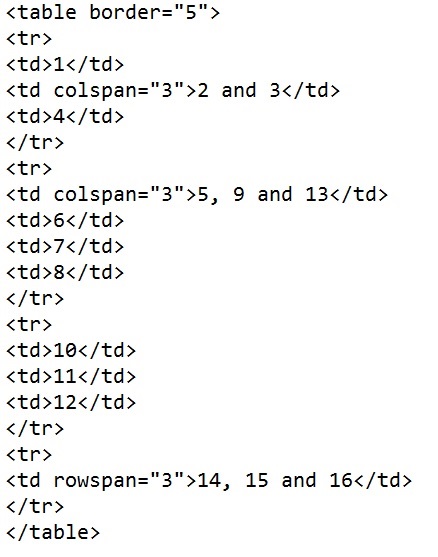 <table border="5">
<tr>
<td>1</td>
<td colspan="3">2 and 3</td>
<td>4</td>
</tr>
<tr>
<td colspan="3">5, 9 and 13</td>
<td>6</td>
<td>7</td>
<td>8</td>
</tr>
<tr>
<td>10</td>
<td>11</td>
<td>12</td>
</tr>
<tr>
<td rowspan="3">14, 15 and 16</td>
</tr>
</table>